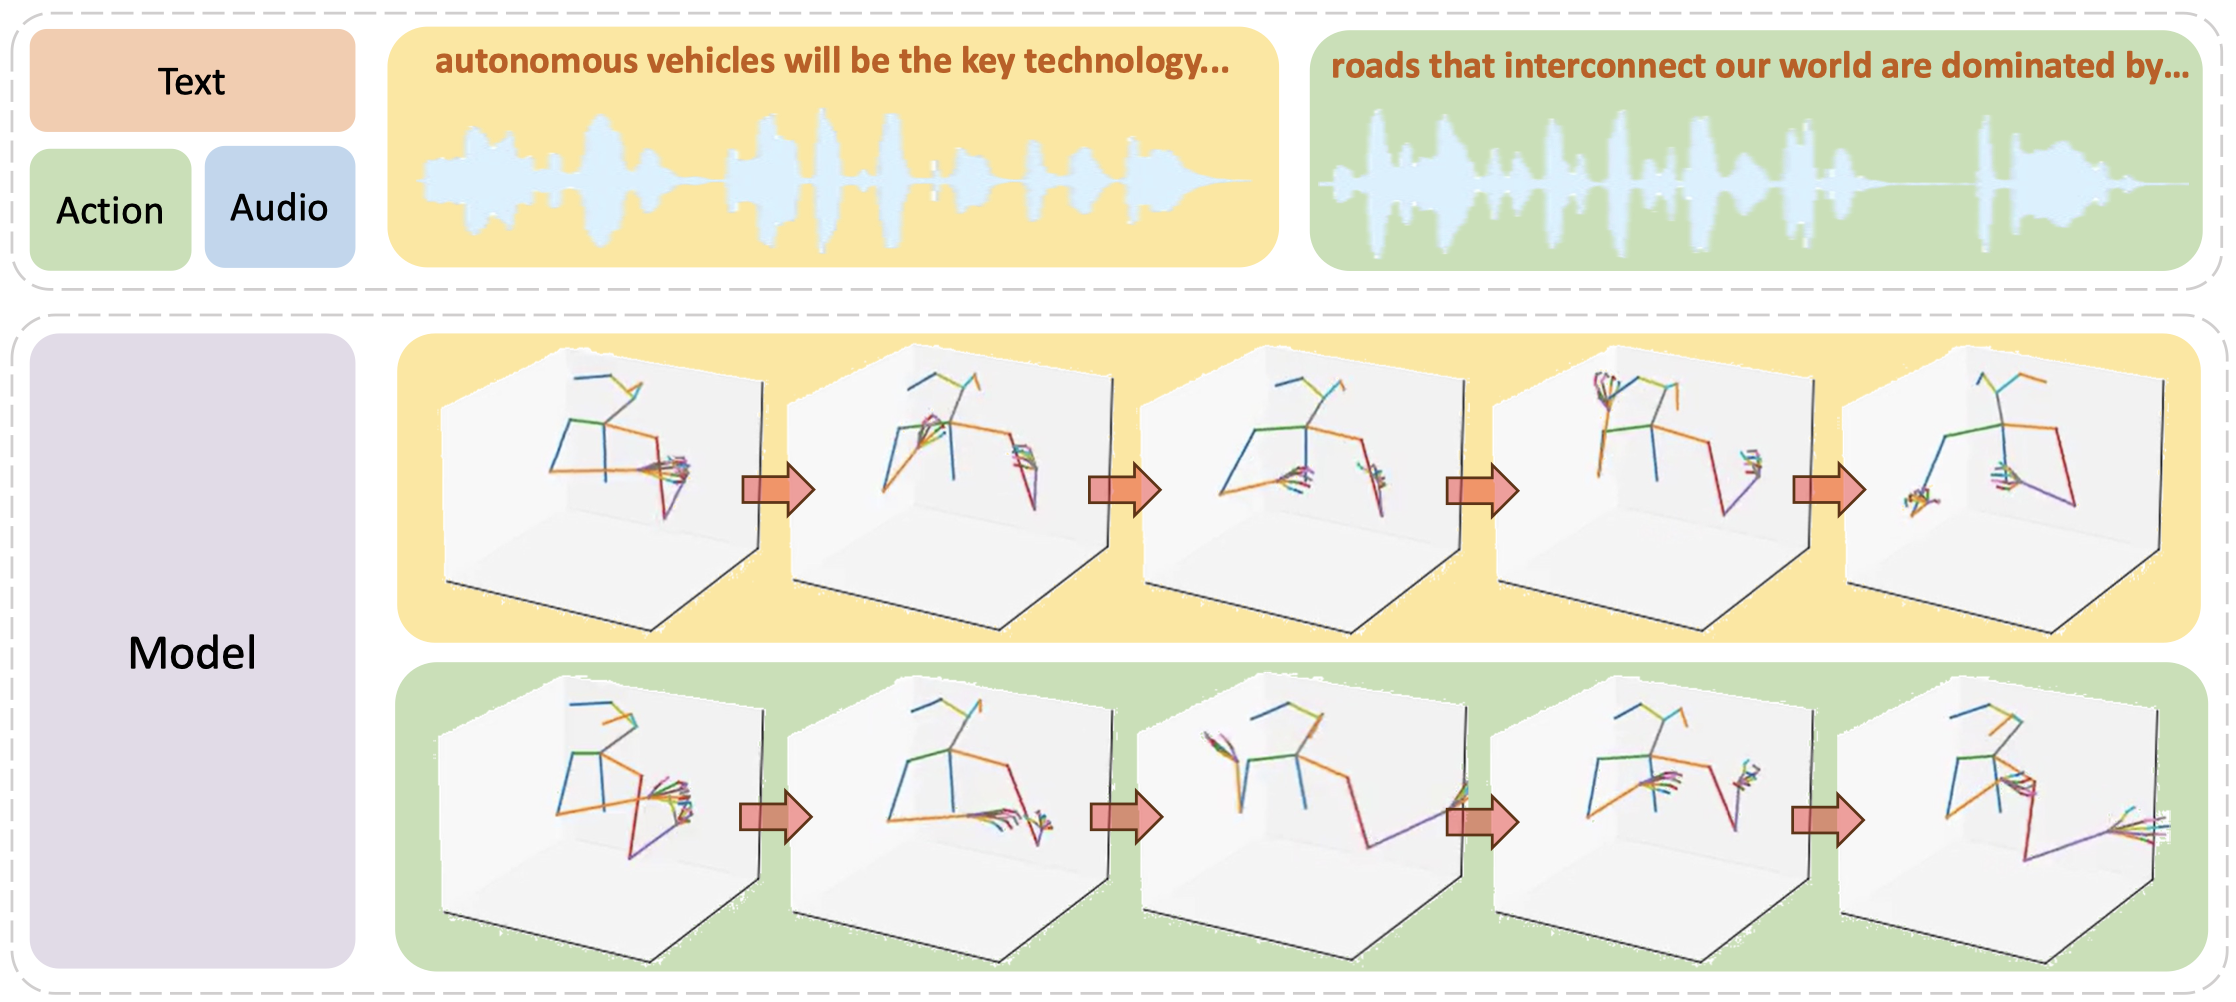 Text
Action
Audio
autonomous vehicles will be the key technology...
roads that interconnect our world are dominated by...
Model